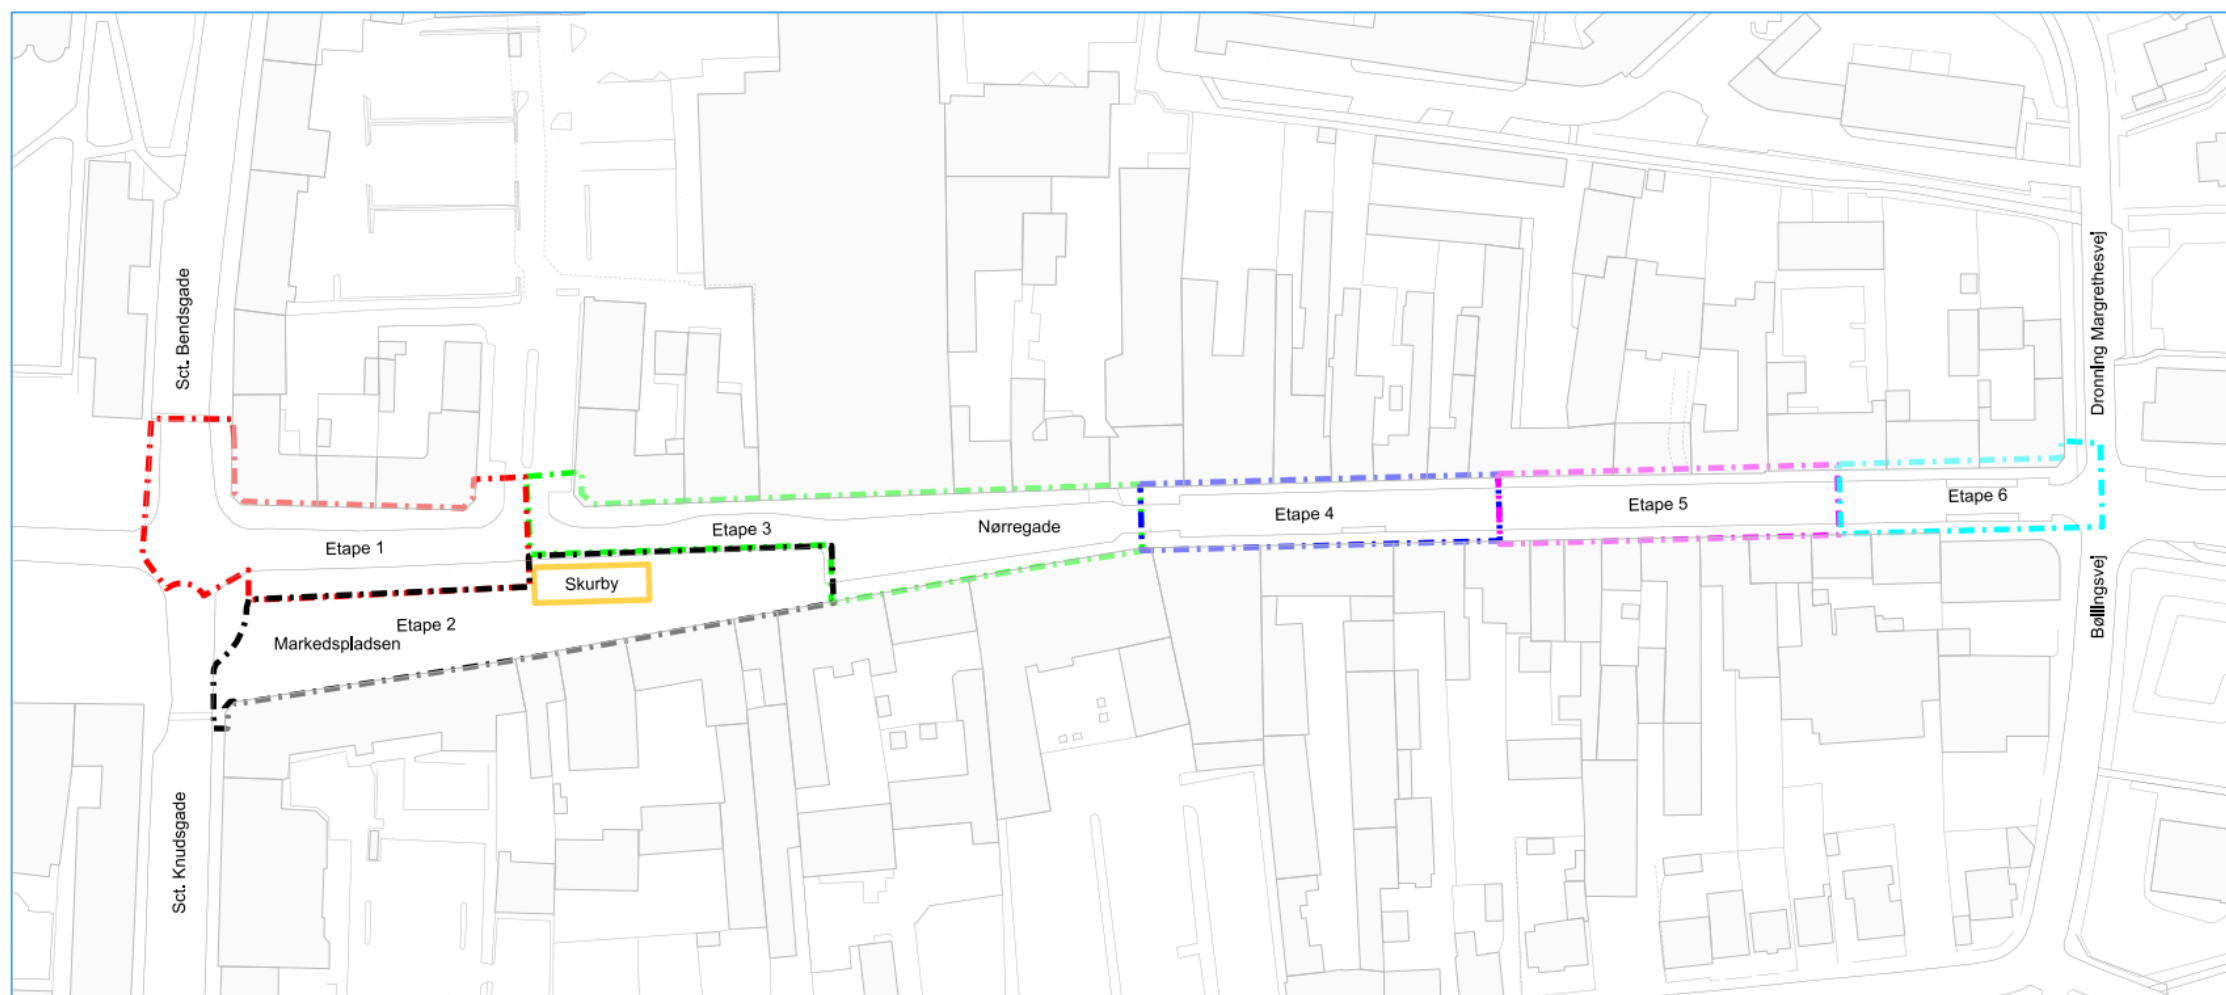 Sct. Bendsgade
Dronning Margrethesvej
Etape 6
Etape 5
Etape 4
Nørregade
Etape 3
Etape 1
Skurby
Etape 2
Markedspladsen
Bøllingsvej
Sct. Knudsgade